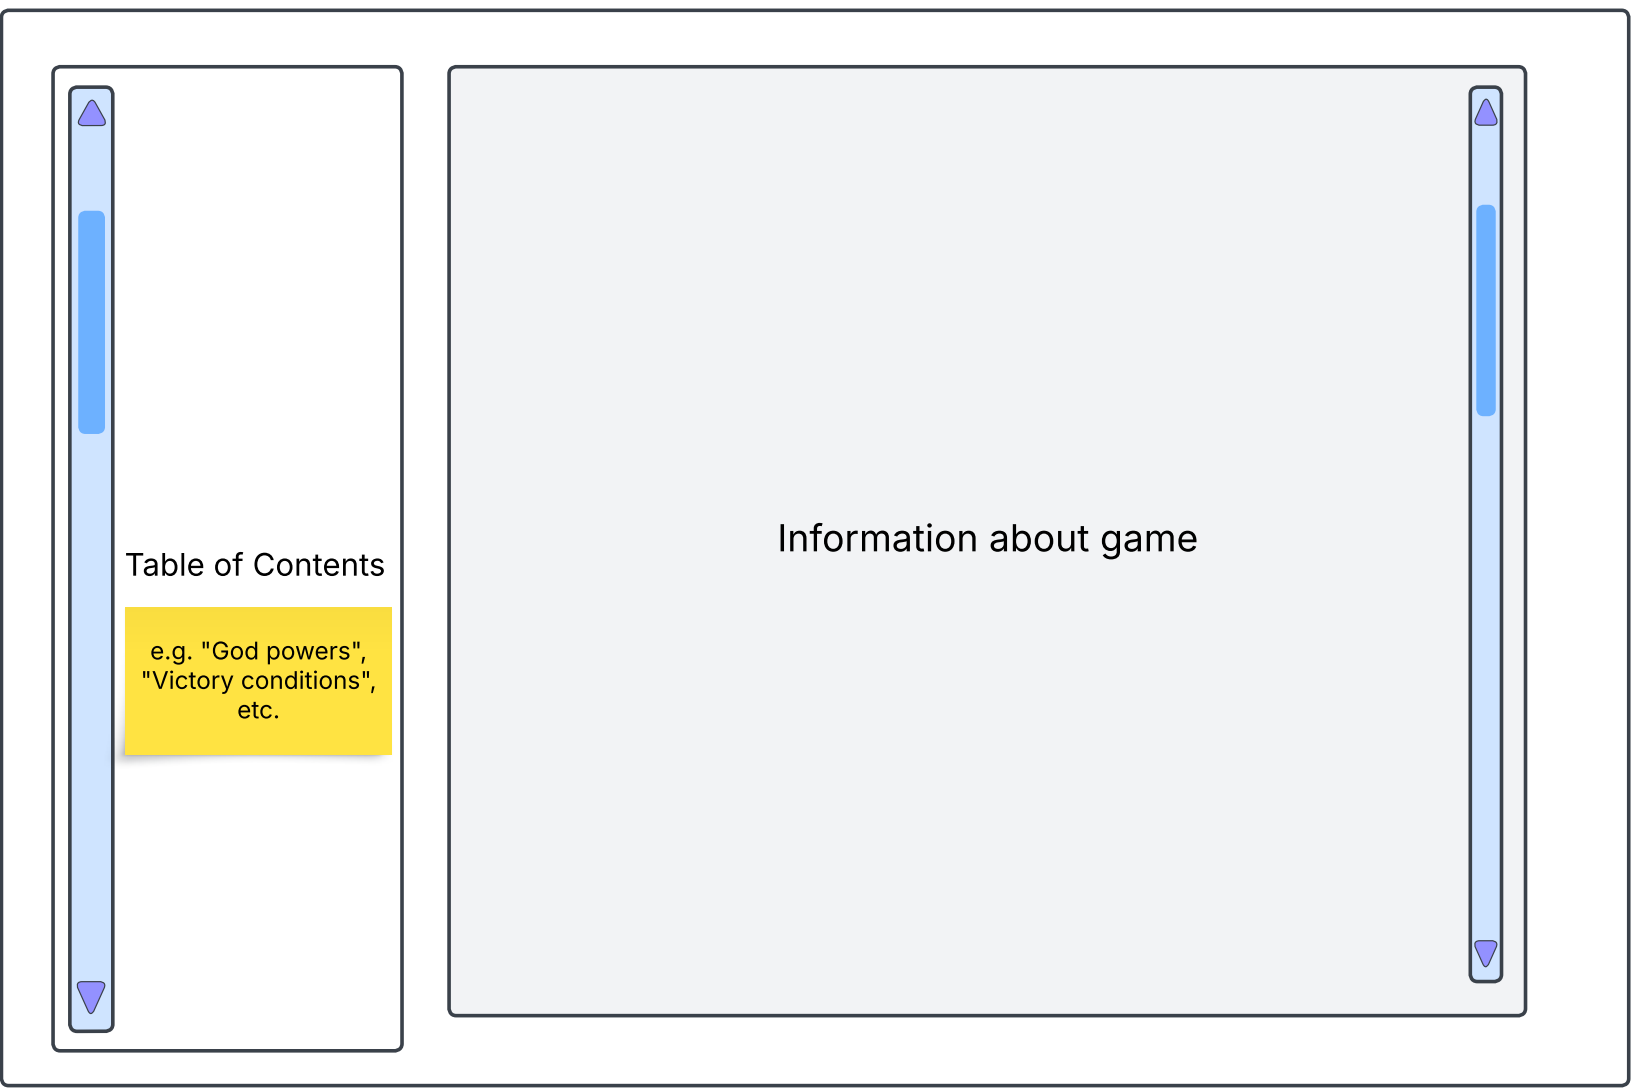 Table of Contents
e.g. "God powers",
"Victory conditions",
etc.
Information about game